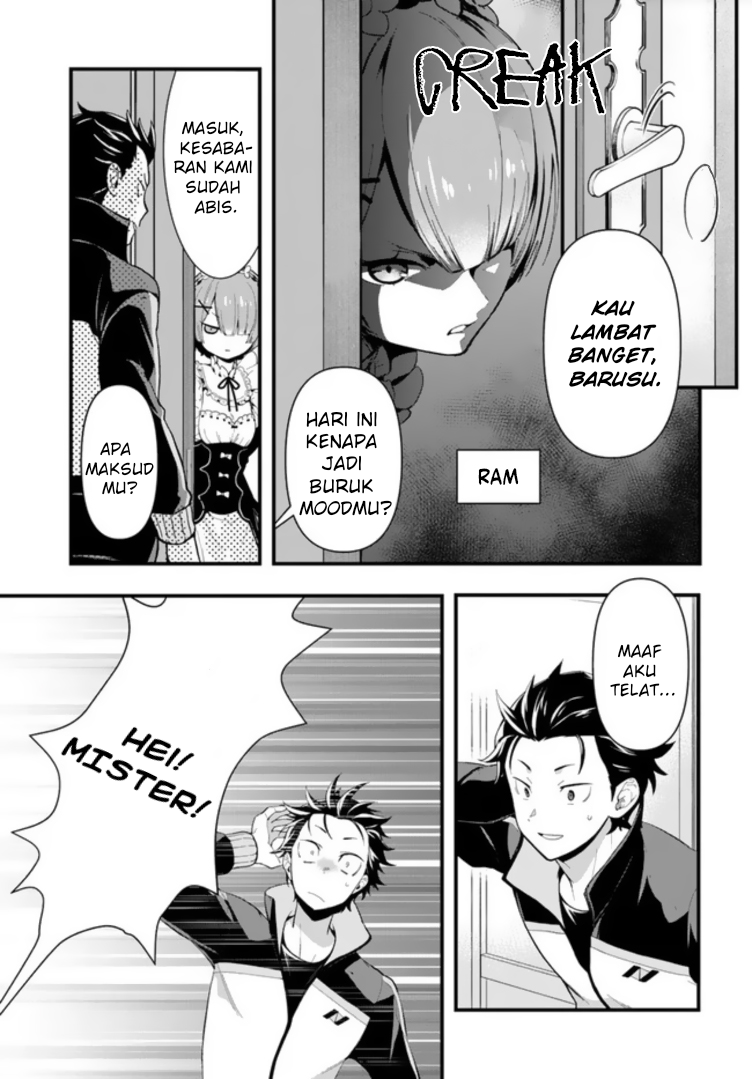 CREAK
KAU
LAMBAT
BANGET,
BARUSU.
RAM
HARI INI
KENAPA
JADI
BURUK
MOODMU?
MASUK,
KESABA-
RAN KAMI
SUDAH
ABIS.
APA
MAKSUD
MU?
MAAF
AKU
TELAT...
HEI!
MISTER!